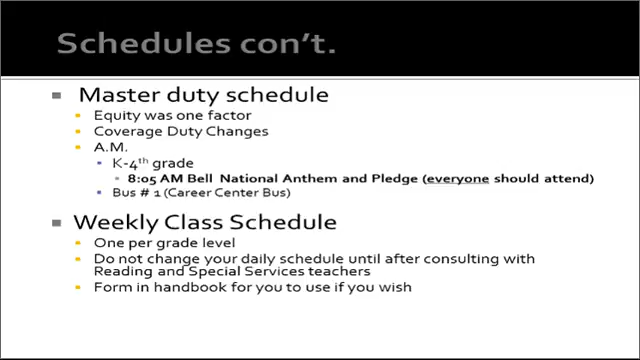 Schedules con't.
Master duty schedule
Equity was one factor
Coverage Duty Changes
A.M.
K-4th grade
8:05 AM Bell National Anthem and Pledge (everyone should attend)
Bus # 1 (Career Center Bus)
Weekly Class Schedule
One per grade level
Do not change your daily schedule until after consulting with
Reading and Special Services teachers
Form in handbook for you to use if you wish